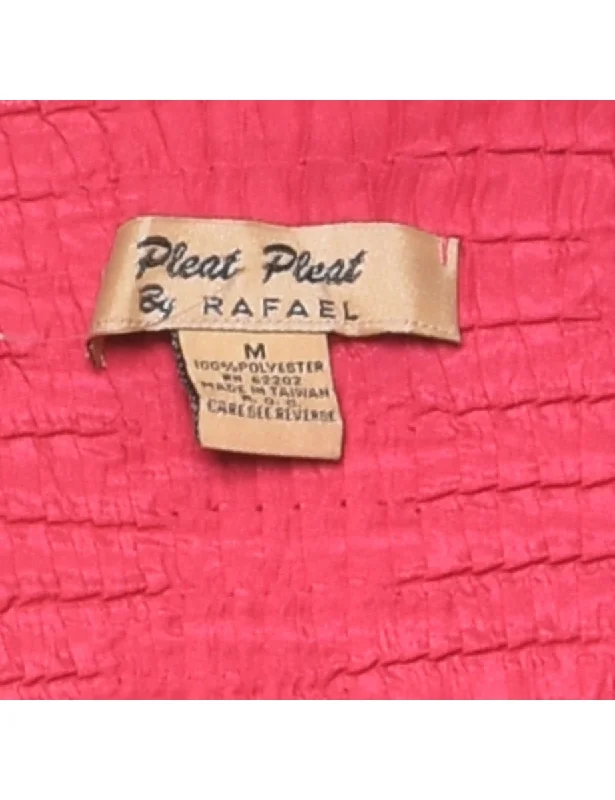 Pleat Pleat
By RAFAEL
M
100% POLYESTER
RN 62202
MADE IN TAIWAN
R. O. C.
CARE SEE REVERSE